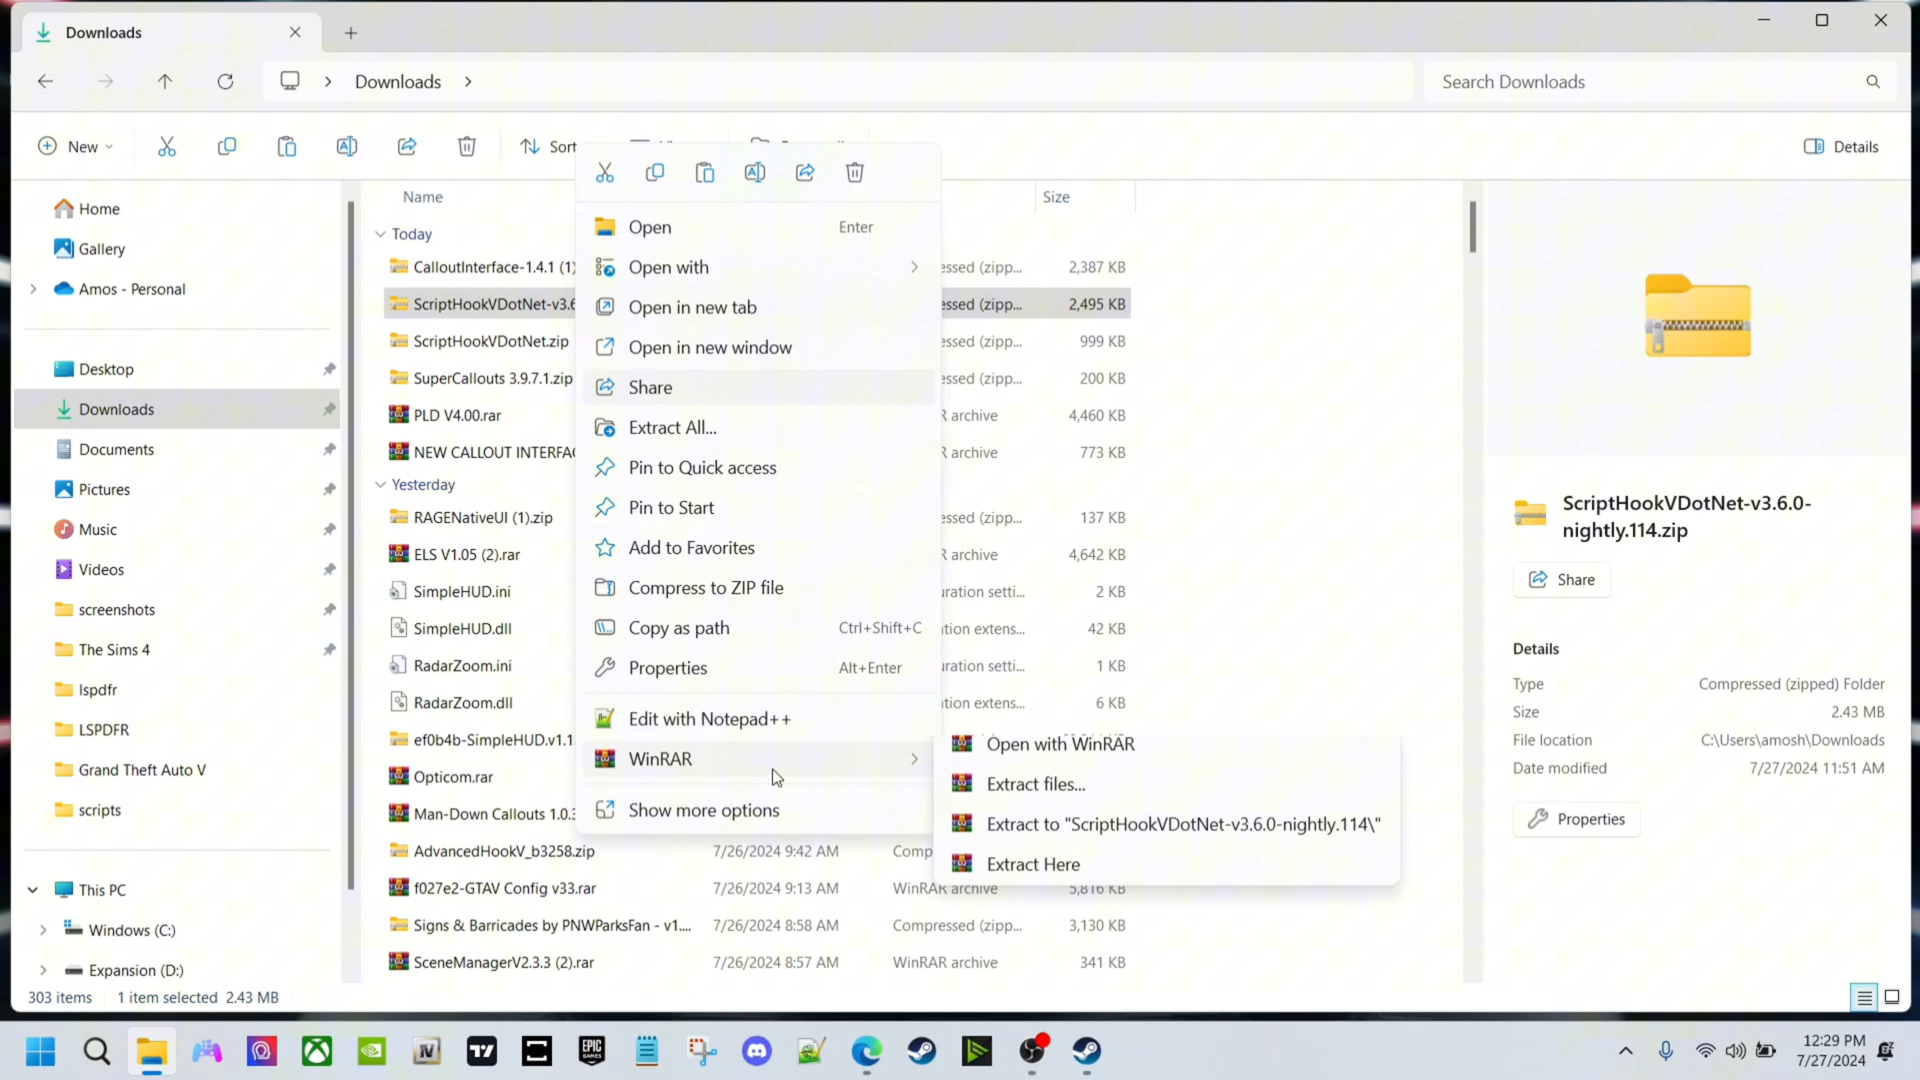 Downloads
Downloads
Search Downloads
New
Sort
Details
Home
Gallery
Amos - Personal
Desktop
Downloads
Documents
Pictures
Music
Videos
screenshots
The Sims 4
lspdfr
LSPDFR
Grand Theft Auto V
scripts
This PC
Windows (C:)
Expansion (D:)
Name
Size
Today
CalloutInterface-1.4.1 (1) essed (zipp... 2,387 KB
ScriptHookVDotNet-v3.6 essed (zipp... 2,495 KB
ScriptHookVDotNet.zip essed (zipp... 999 KB
SuperCallouts 3.9.7.1.zip essed (zipp... 200 KB
PLD V4.00.rar R archive 4,460 KB
NEW CALLOUT INTERFAC R archive 773 KB
Yesterday
RAGENativeUI (1).zip essed (zipp... 137 KB
ELS V1.05 (2).rar R archive 4,642 KB
SimpleHUD.ini uration setti... 2 KB
SimpleHUD.dll ation extens... 42 KB
RadarZoom.ini uration setti... 1 KB
RadarZoom.dll ation extens... 6 KB
ef0b4b-SimpleHUD.v1.1.
Opticom.rar
Man-Down Callouts 1.0.3
AdvancedHookV_b3258.zip 7/26/2024 9:42 AM Comp
f027e2-GTAV Config v33.rar 7/26/2024 9:13 AM WinRAR archive 5,816 KB
Signs & Barricades by PNWParksFan - v1.... 7/26/2024 8:58 AM Compressed (zipp... 3,130 KB
SceneManagerV2.3.3 (2).rar 7/26/2024 8:57 AM WinRAR archive 341 KB
Open Enter
Open with
Open in new tab
Open in new window
Share
Extract All...
Pin to Quick access
Pin to Start
Add to Favorites
Compress to ZIP file
Copy as path Ctrl+Shift+C
Properties Alt+Enter
Edit with Notepad++
WinRAR
Show more options
Open with WinRAR
Extract files...
Extract to "ScriptHookVDotNet-v3.6.0-nightly.114\"
Extract Here
ScriptHookVDotNet-v3.6.0-
nightly.114.zip
Share
Details
Type Compressed (zipped) Folder
Size 2.43 MB
File location C:\Users\amosh\Downloads
Date modified 7/27/2024 11:51 AM
Properties
303 items 1 item selected 2.43 MB
IV
EPIC
GAMES
12:29 PM
7/27/2024